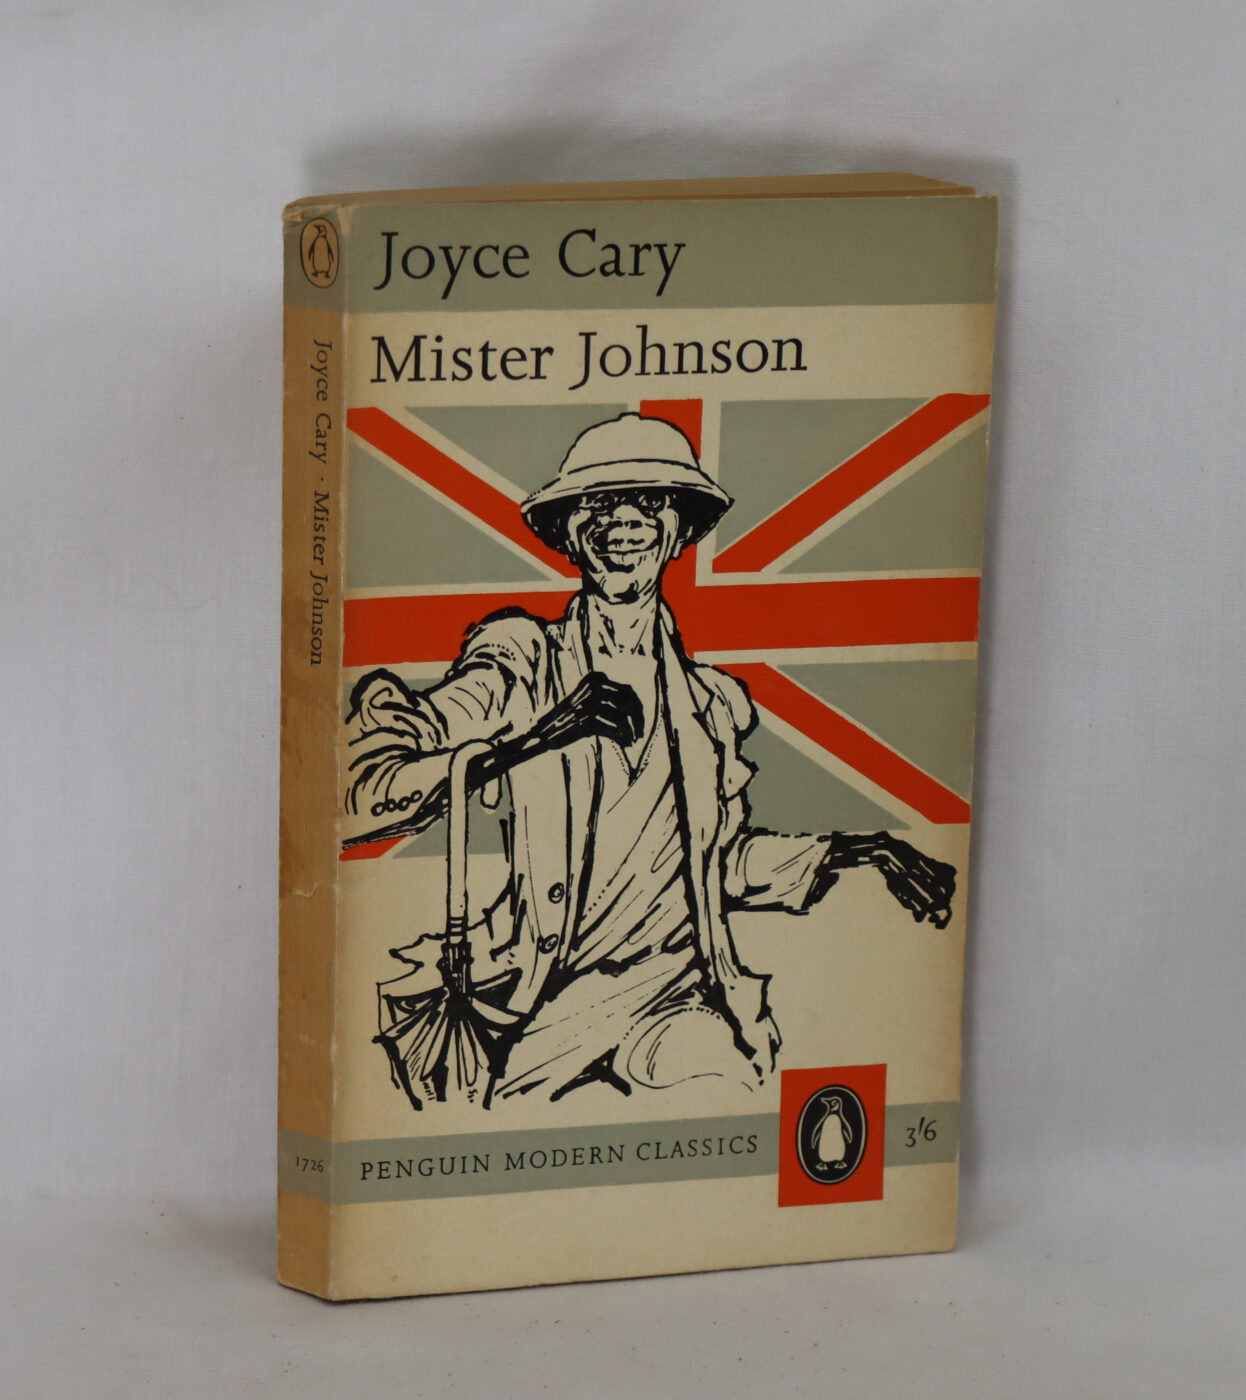 Joyce Cary
Mister Johnson
Joyce Cary · Mister Johnson
1726
PENGUIN MODERN CLASSICS
3'6